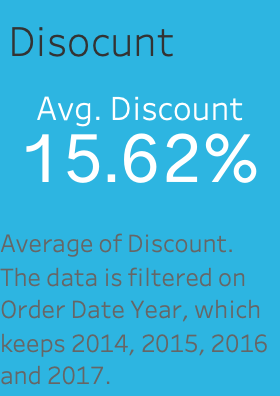 Disocunt
Avg. Discount
15.62%
Average of Discount.
The data is filtered on
Order Date Year, which
keeps 2014, 2015, 2016
and 2017.